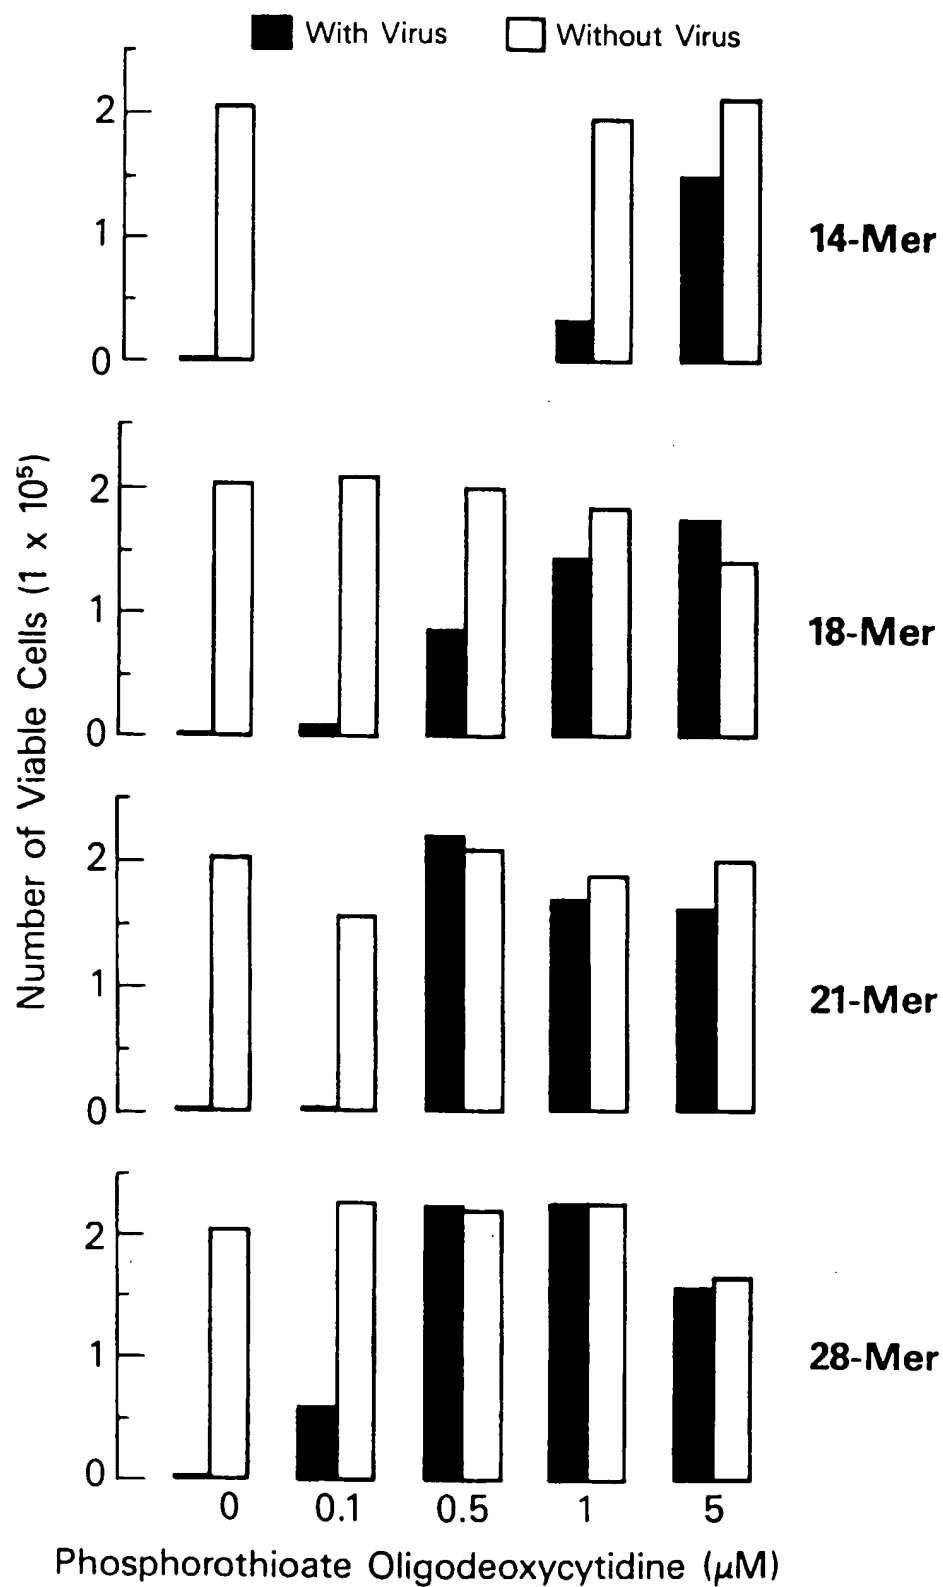 With Virus Without Virus
2
1
0
14-Mer
Number of Viable Cells (1 x 10⁵)
2
1
0
18-Mer
2
1
0
21-Mer
2
1
0
28-Mer
0 0.1 0.5 1 5
Phosphorothioate Oligodeoxycytidine (μM)